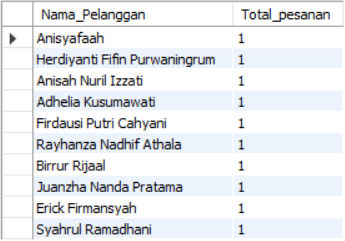 Nama_Pelanggan Total_pesanan
Anisyafaah 1
Herdiyanti Fifin Purwaningrum 1
Anisah Nuril Izzati 1
Adhelia Kusumawati 1
Firdausi Putri Cahyani 1
Rayhanza Nadhif Athala 1
Birrur Rijaal 1
Juanzha Nanda Pratama 1
Erick Firmansyah 1
Syahrul Ramadhani 1